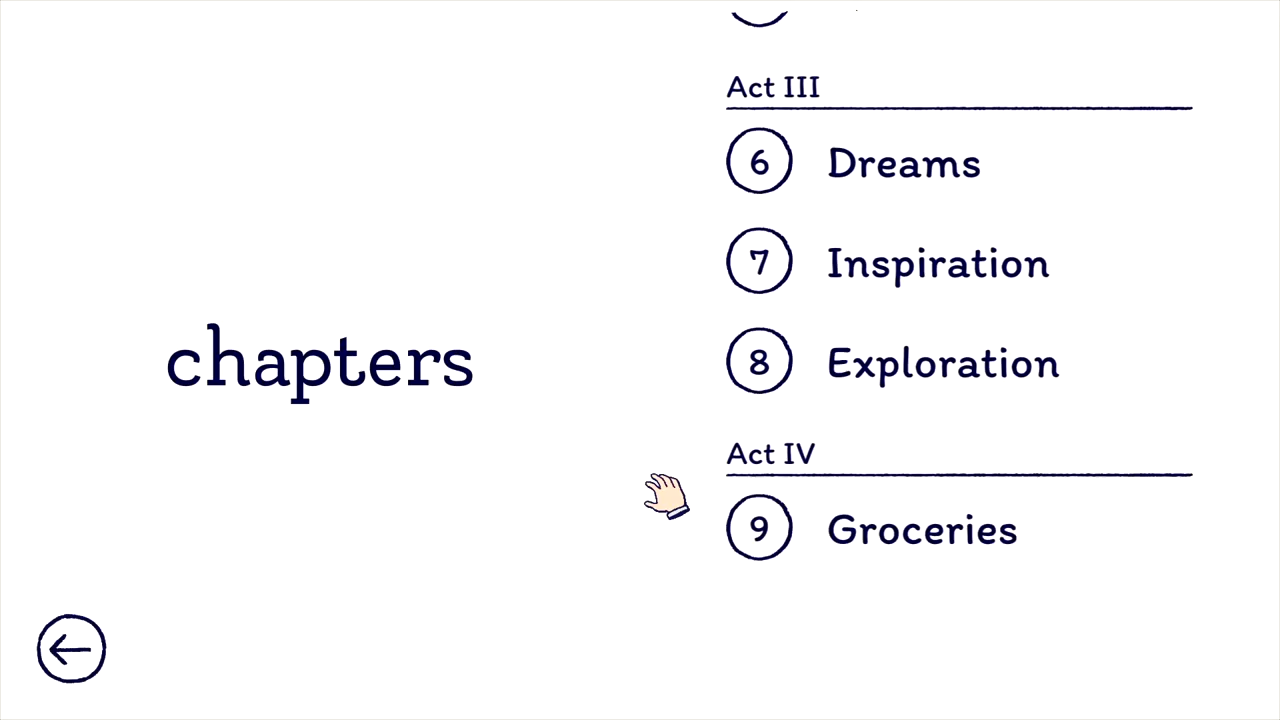 chapters
Act III
6 Dreams
7 Inspiration
8 Exploration
Act IV
9 Groceries